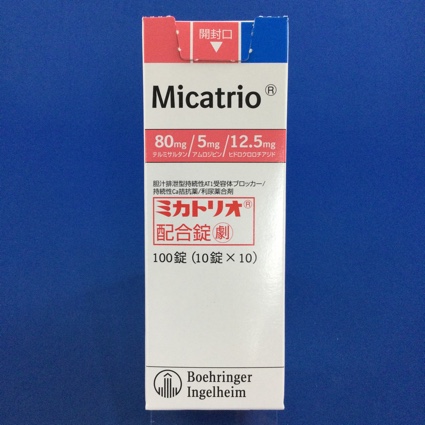 開封口
Micatrio®
80mg/5mg/12.5mg
テルミサルタン アムロジピン ヒドロクロロチアジド
胆汁排泄型持続性AT1受容体ブロッカー/
持続性Ca拮抗薬/利尿薬合剤
ミカトリオ®
配合錠 劇
100錠(10錠×10)
Boehringer
Ingelheim